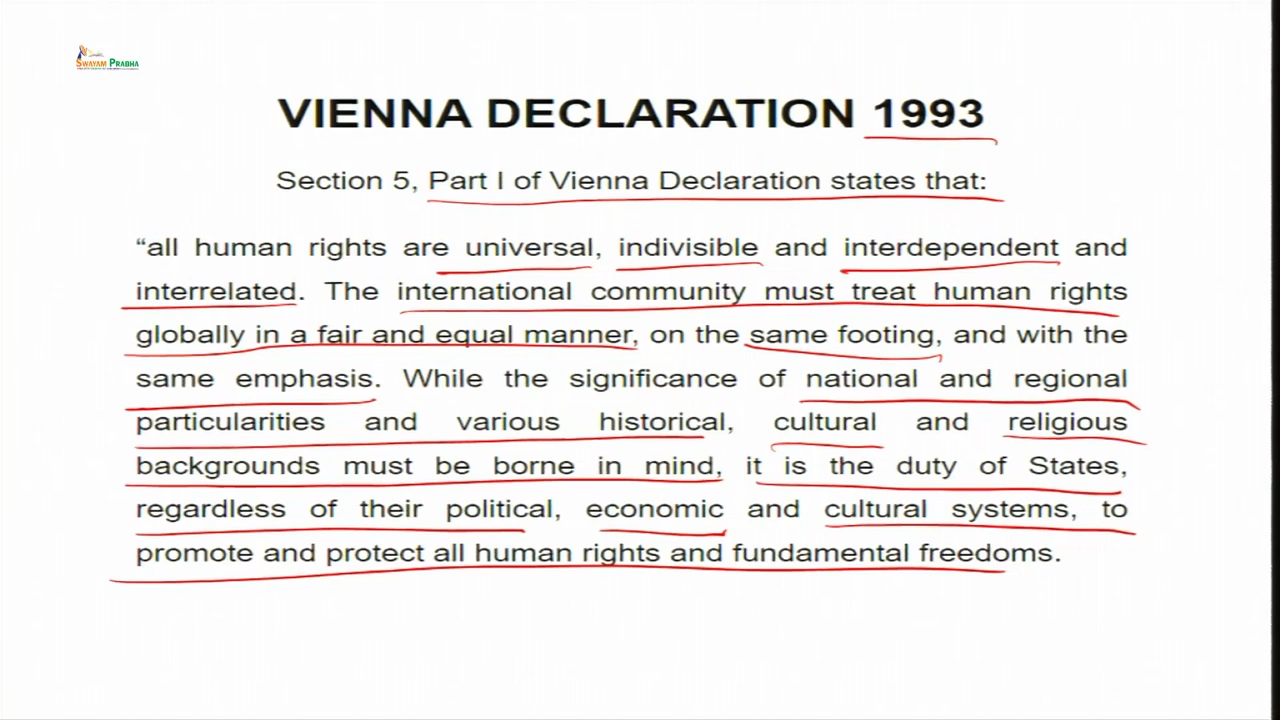 SWAYAM PRABHA
VIENNA DECLARATION 1993
Section 5, Part I of Vienna Declaration states that:
“all human rights are universal, indivisible and interdependent and
interrelated. The international community must treat human rights
globally in a fair and equal manner, on the same footing, and with the
same emphasis. While the significance of national and regional
particularities and various historical, cultural and religious
backgrounds must be borne in mind, it is the duty of States,
regardless of their political, economic and cultural systems, to
promote and protect all human rights and fundamental freedoms.